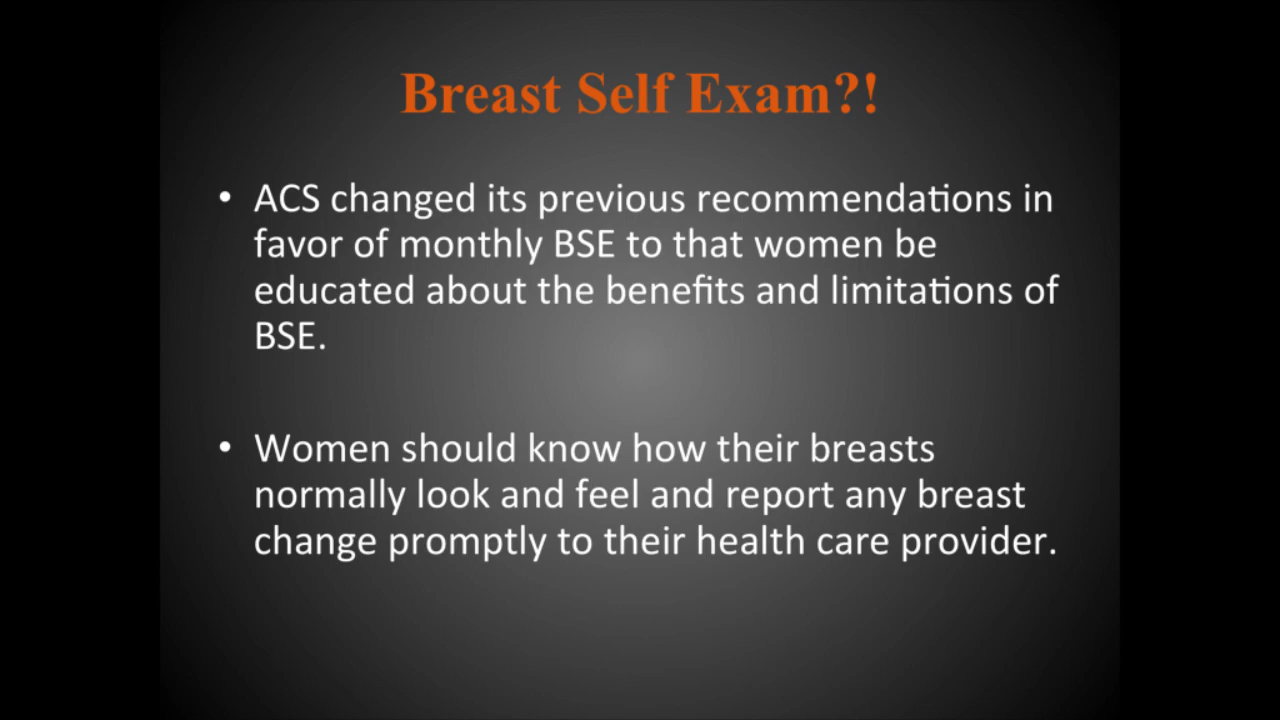 Breast Self Exam?!
• ACS changed its previous recommendations in
favor of monthly BSE to that women be
educated about the benefits and limitations of
BSE.
• Women should know how their breasts
normally look and feel and report any breast
change promptly to their health care provider.